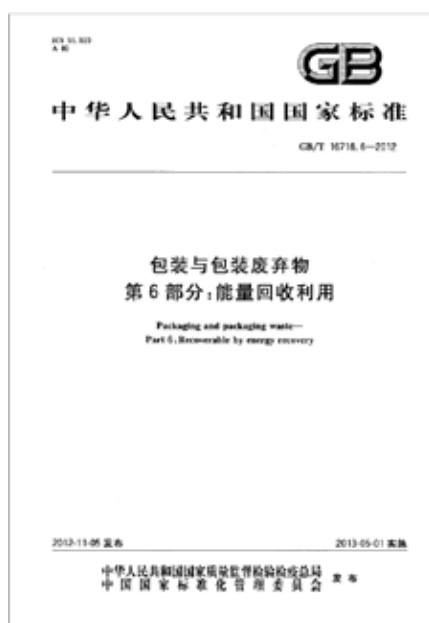 A 80
GB
中华人民共和国国家标准
GB/T 16716.6—2012
包装与包装废弃物
第6部分:能量回收利用
Packaging and packaging waste—
Part 6:Recoverable by energy recovery
2012-11-05 发布
2013-05-01 实施
中华人民共和国国家质量监督检验检疫总局
中国国家标准化管理委员会
发布